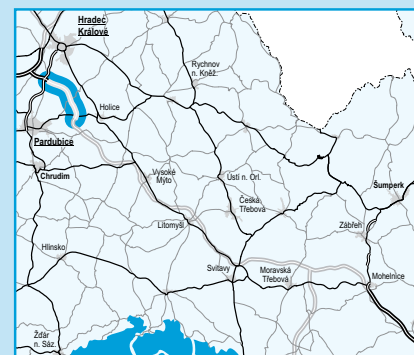 Hradec
Králové
Rychnov
n. Kněž.
Holice
Pardubice
Chrudim
Vysoké
Mýto
Ústí n. Orl.
Šumperk
Česká
Třebová
Litomyšl
Zábřeh
Hlinsko
Svitavy
Moravská
Třebová
Mohelnice
Žďár
n. Sáz.